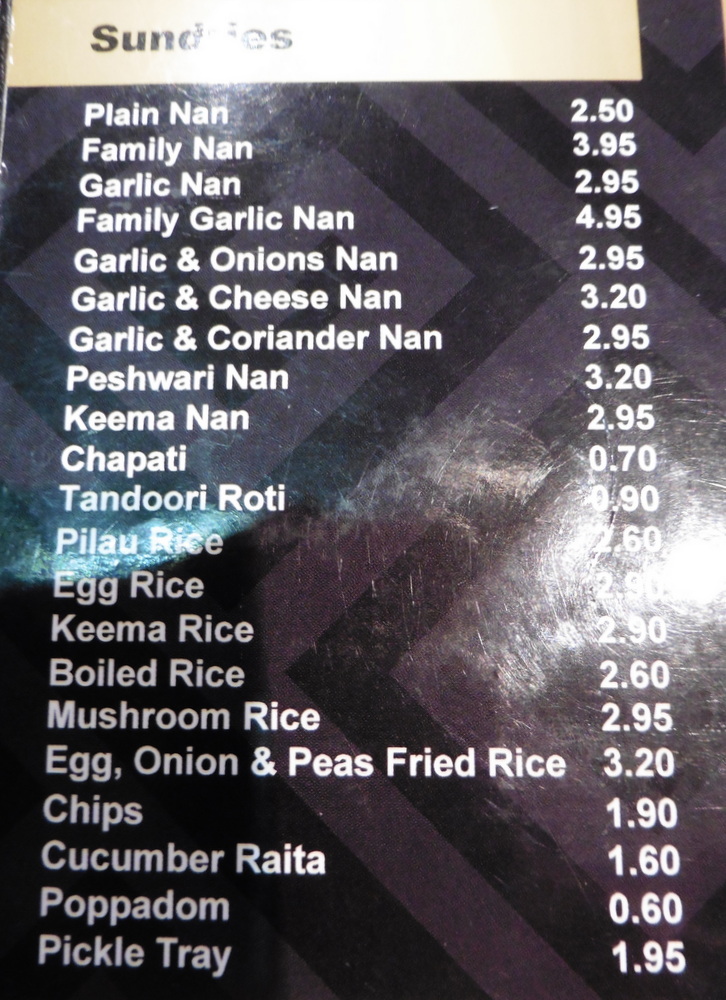 Sundries
Plain Nan 2.50
Family Nan 3.95
Garlic Nan 2.95
Family Garlic Nan 4.95
Garlic & Onions Nan 2.95
Garlic & Cheese Nan 3.20
Garlic & Coriander Nan 2.95
Peshwari Nan 3.20
Keema Nan 2.95
Chapati 0.70
Tandoori Roti 0.90
Pilau Rice 2.60
Egg Rice 2.90
Keema Rice 2.90
Boiled Rice 2.60
Mushroom Rice 2.95
Egg, Onion & Peas Fried Rice 3.20
Chips 1.90
Cucumber Raita 1.60
Poppadom 0.60
Pickle Tray 1.95